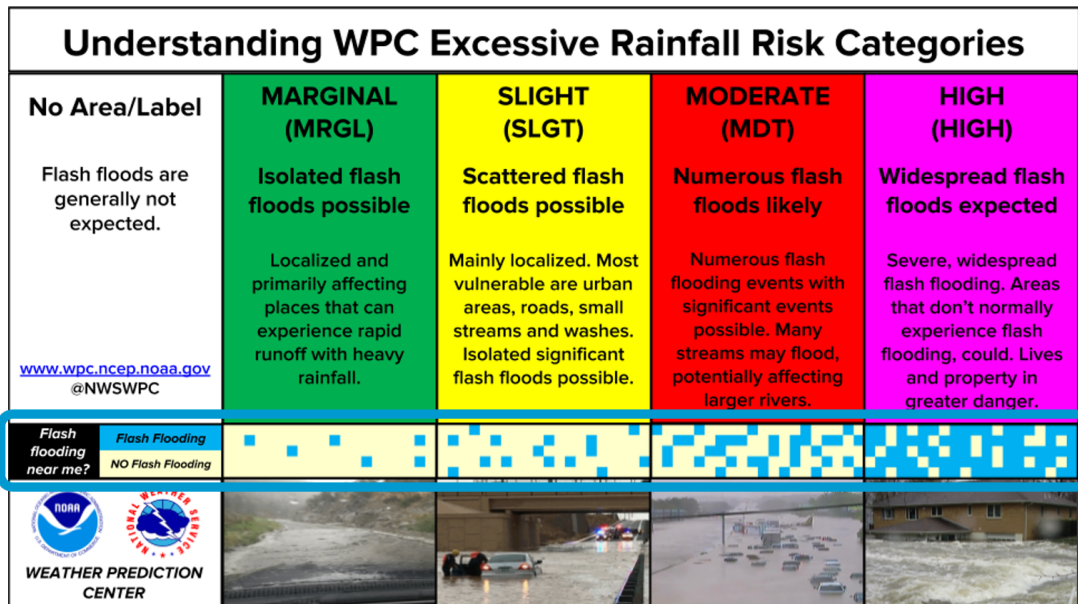 Understanding WPC Excessive Rainfall Risk Categories
No Area/Label
Flash floods are
generally not
expected.
www.wpc.ncep.noaa.gov
@NWSWPC
MARGINAL
(MRGL)
Isolated flash
floods possible
Localized and
primarily affecting
places that can
experience rapid
runoff with heavy
rainfall.
SLIGHT
(SLGT)
Scattered flash
floods possible
Mainly localized. Most
vulnerable are urban
areas, roads, small
streams and washes.
Isolated significant
flash floods possible.
MODERATE
(MDT)
Numerous flash
floods likely
Numerous flash
flooding events with
significant events
possible. Many
streams may flood,
potentially affecting
larger rivers.
HIGH
(HIGH)
Widespread flash
floods expected
Severe, widespread
flash flooding. Areas
that don't normally
experience flash
flooding, could. Lives
and property in
greater danger.
Flash
flooding
near me?
Flash Flooding
NO Flash Flooding
NOAA
NATIONAL WEATHER SERVICE
WEATHER PREDICTION
CENTER